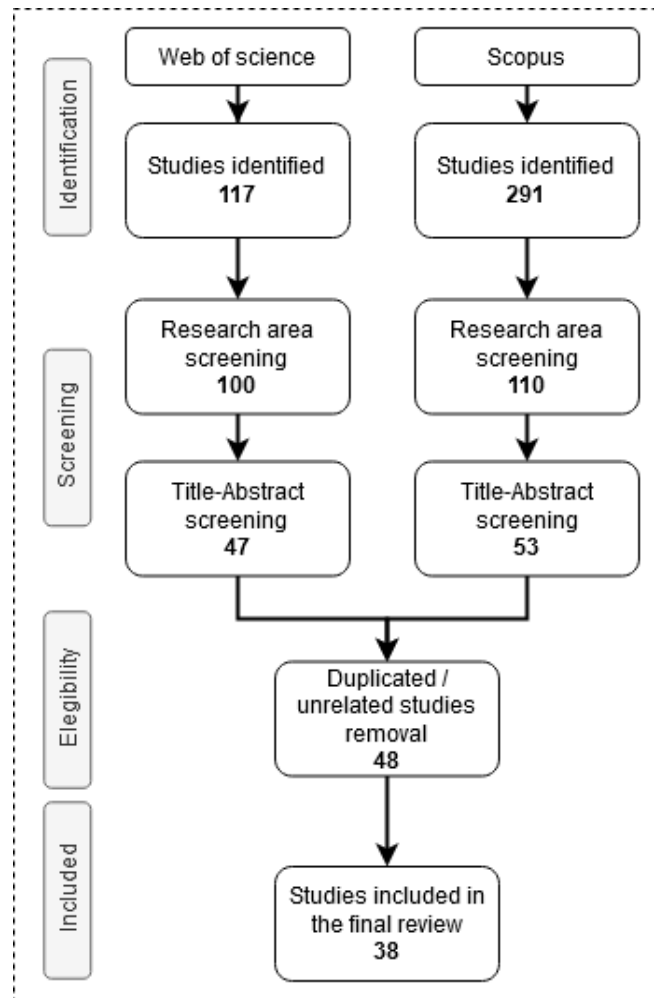 Identification
Web of science
Scopus
Studies identified
117
Studies identified
291
Screening
Research area
screening
100
Research area
screening
110
Title-Abstract
screening
47
Title-Abstract
screening
53
Elegibility
Duplicated /
unrelated studies
removal
48
Included
Studies included in
the final review
38